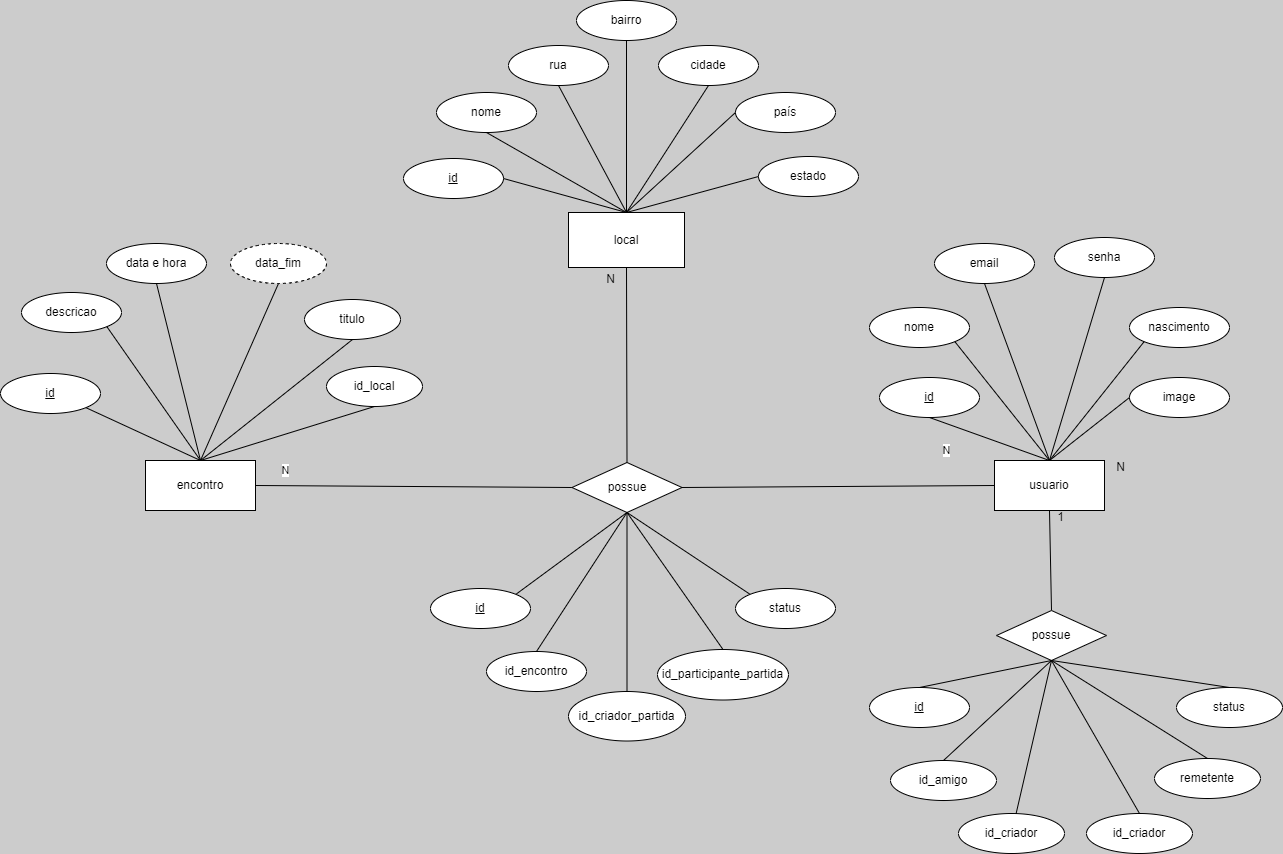 bairro
rua
cidade
nome
país
id
estado
local
N
data e hora
data_fim
descricao
titulo
id
id_local
encontro
N
email
senha
nome
nascimento
id
image
N
usuario
N
1
possue
id
status
id_encontro
id_participante_partida
id_criador_partida
possue
id
status
id_amigo
remetente
id_criador
id_criador